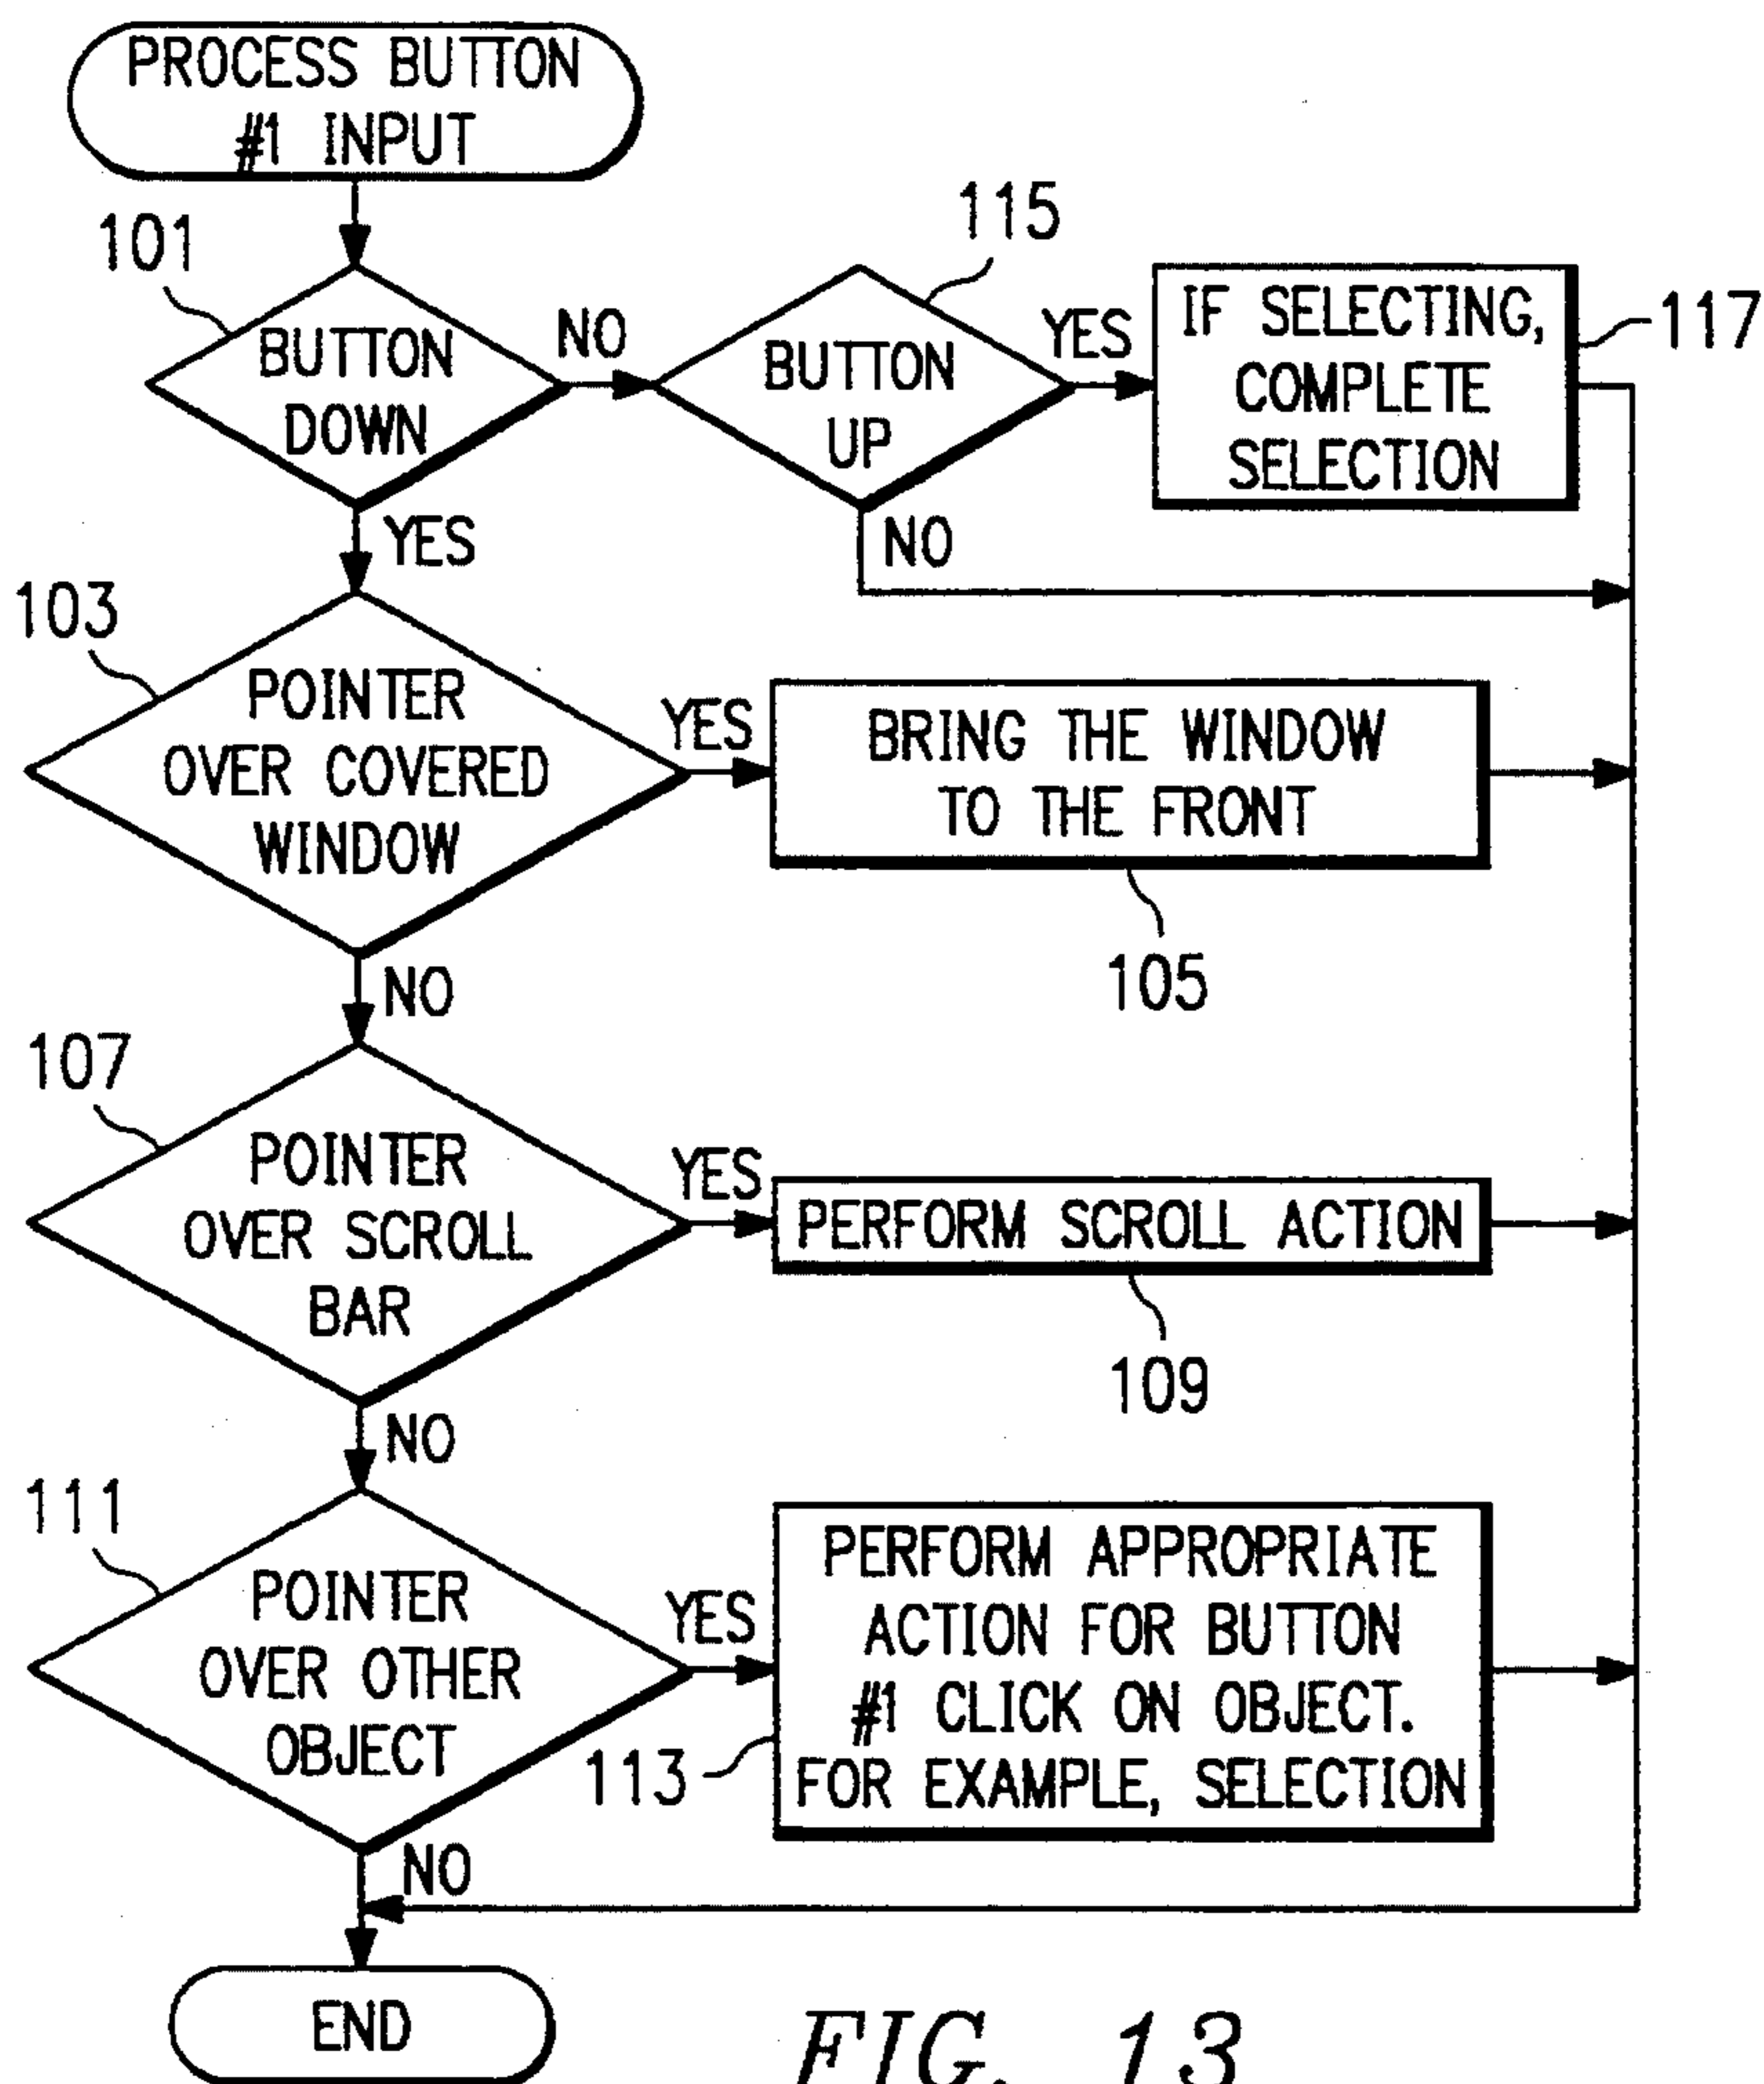 PROCESS BUTTON
#1 INPUT
101
BUTTON
DOWN
NO
115
BUTTON
UP
YES
IF SELECTING,
COMPLETE
SELECTION
117
YES
NO
103
POINTER
OVER COVERED
WINDOW
YES
BRING THE WINDOW
TO THE FRONT
105
NO
107
POINTER
OVER SCROLL
BAR
YES
PERFORM SCROLL ACTION
109
NO
111
POINTER
OVER OTHER
OBJECT
YES
PERFORM APPROPRIATE
ACTION FOR BUTTON
#1 CLICK ON OBJECT.
FOR EXAMPLE, SELECTION
113
NO
END
FIG. 13